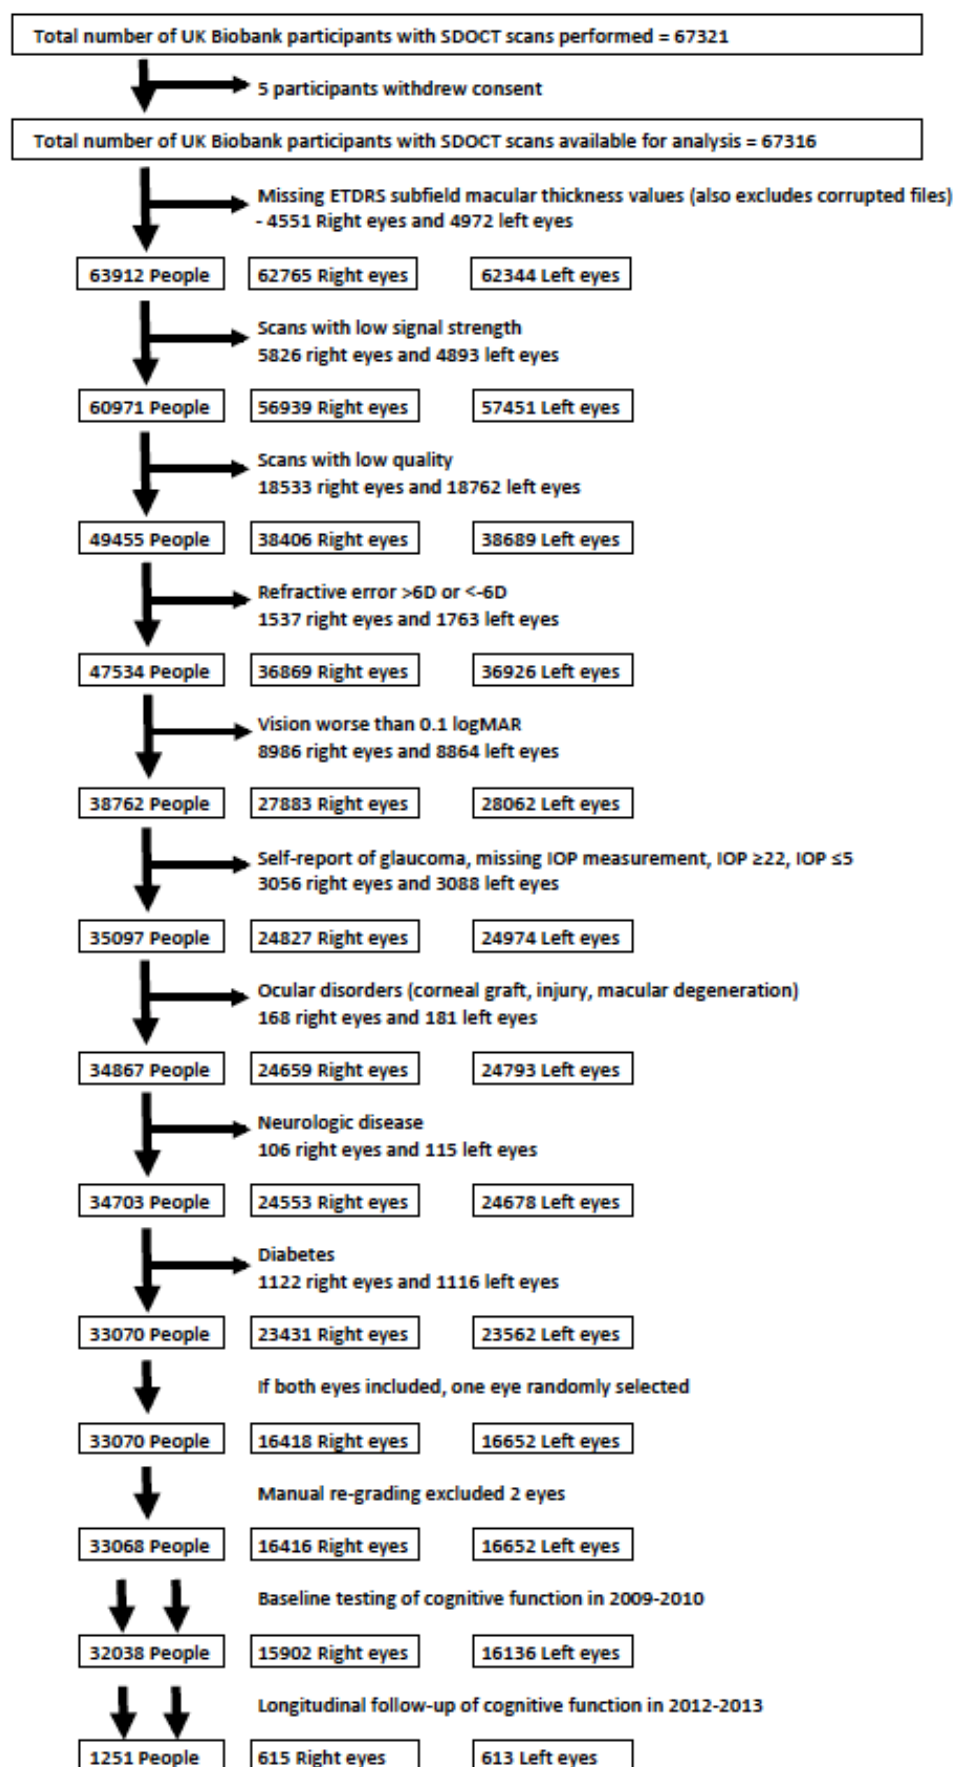 Total number of UK Biobank participants with SDOCT scans performed = 67321
5 participants withdrew consent
Total number of UK Biobank participants with SDOCT scans available for analysis = 67316
Missing ETDRS subfield macular thickness values (also excludes corrupted files)
- 4551 Right eyes and 4972 left eyes
63912 People 62765 Right eyes 62344 Left eyes
Scans with low signal strength
5826 right eyes and 4893 left eyes
60971 People 56939 Right eyes 57451 Left eyes
Scans with low quality
18533 right eyes and 18762 left eyes
49455 People 38406 Right eyes 38689 Left eyes
Refractive error >6D or <-6D
1537 right eyes and 1763 left eyes
47534 People 36869 Right eyes 36926 Left eyes
Vision worse than 0.1 logMAR
8986 right eyes and 8864 left eyes
38762 People 27883 Right eyes 28062 Left eyes
Self-report of glaucoma, missing IOP measurement, IOP ≥22, IOP ≤5
3056 right eyes and 3088 left eyes
35097 People 24827 Right eyes 24974 Left eyes
Ocular disorders (corneal graft, injury, macular degeneration)
168 right eyes and 181 left eyes
34867 People 24659 Right eyes 24793 Left eyes
Neurologic disease
106 right eyes and 115 left eyes
34703 People 24553 Right eyes 24678 Left eyes
Diabetes
1122 right eyes and 1116 left eyes
33070 People 23431 Right eyes 23562 Left eyes
If both eyes included, one eye randomly selected
33070 People 16418 Right eyes 16652 Left eyes
Manual re-grading excluded 2 eyes
33068 People 16416 Right eyes 16652 Left eyes
Baseline testing of cognitive function in 2009-2010
32038 People 15902 Right eyes 16136 Left eyes
Longitudinal follow-up of cognitive function in 2012-2013
1251 People 615 Right eyes 613 Left eyes